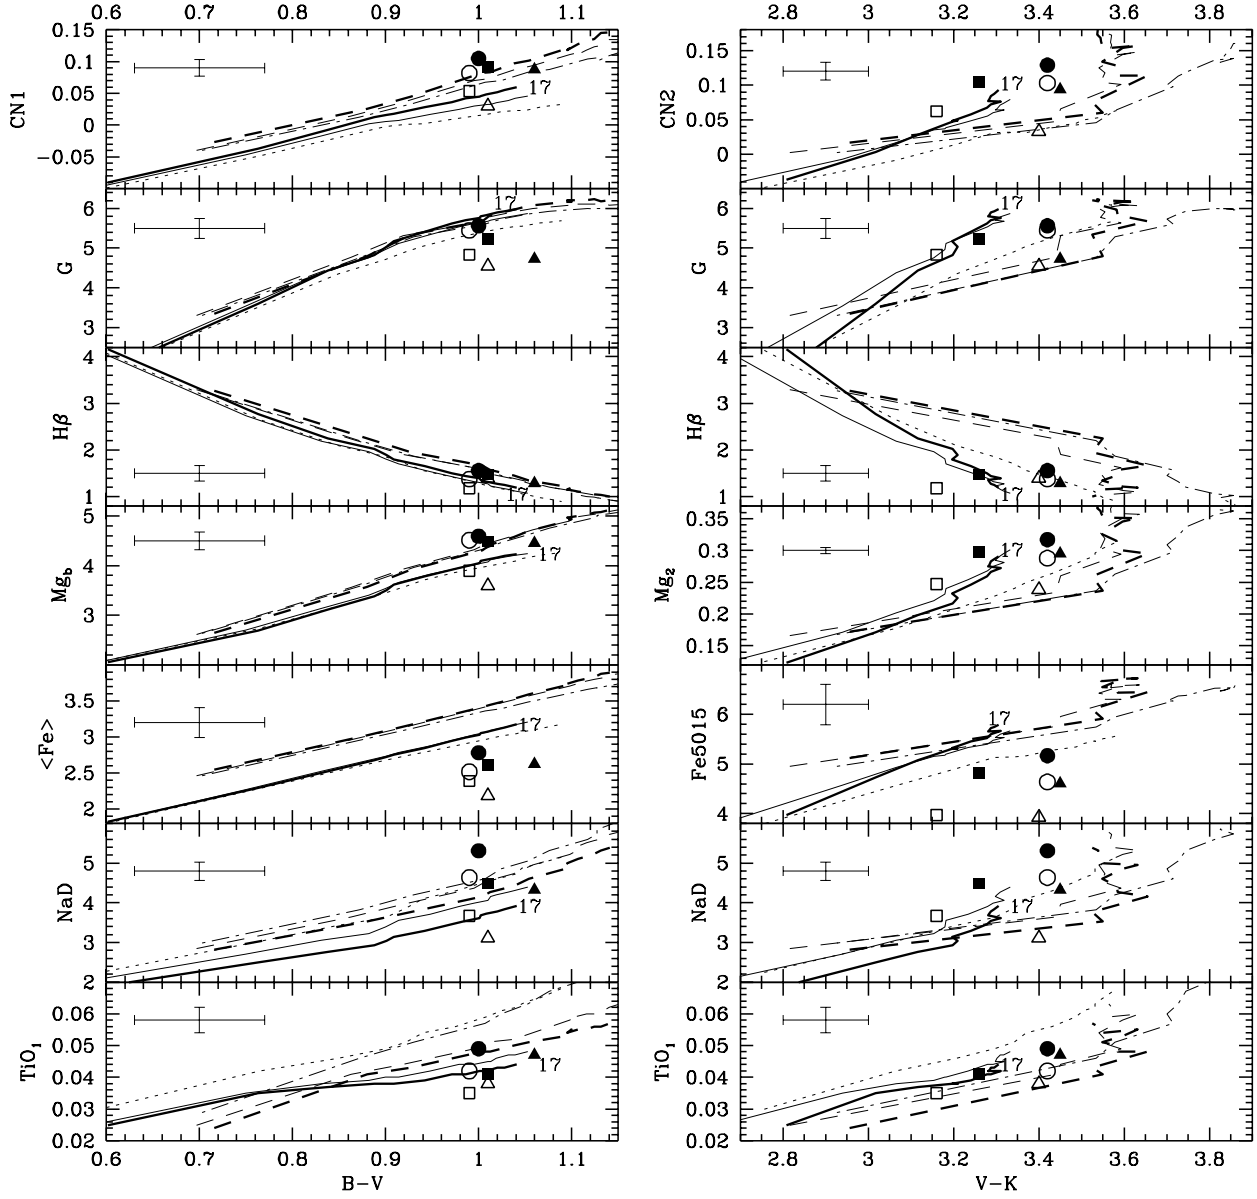 0.6 0.7 0.8 0.9 1 1.1 2.8 3 3.2 3.4 3.6 3.8
CN1 0.15 0.1 0.05 0 −0.05 17
CN2 0.15 0.1 0.05 0 17
G 6 5 4 3 17
G 6 5 4 3 17
Hβ 4 3 2 1 17
Hβ 4 3 2 1 17
Mgb 5 4 3 17
Mg2 0.35 0.3 0.25 0.2 0.15 17
<Fe> 3.5 3 2.5 2 17
Fe5015 6 5 4 17
NaD 5 4 3 2 17
NaD 5 4 3 2 17
TiO1 0.06 0.05 0.04 0.03 0.02 17
TiO1 0.06 0.05 0.04 0.03 0.02 17
0.6 0.7 0.8 0.9 1 1.1 2.8 3 3.2 3.4 3.6 3.8
B−V V−K